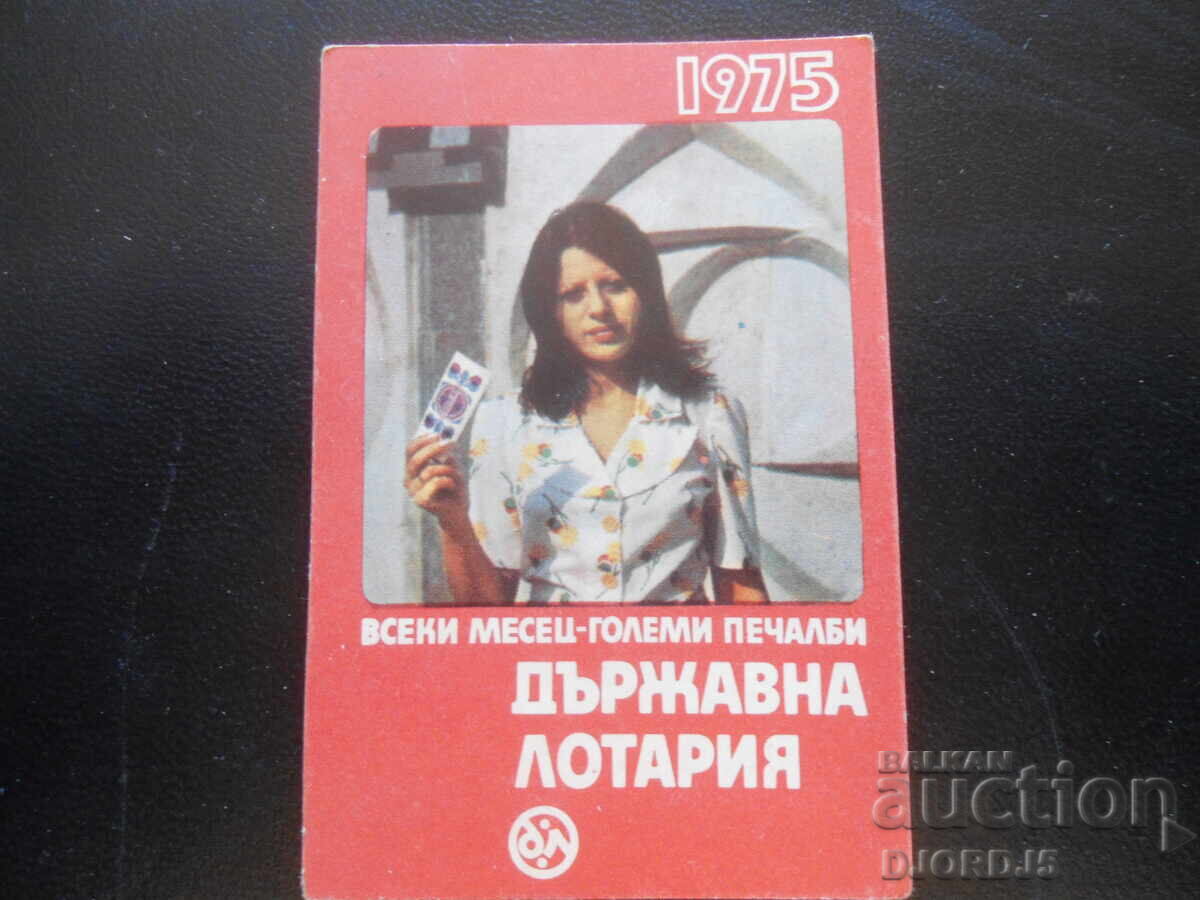 1975
ВСЕКИ МЕСЕЦ-ГОЛЕМИ ПЕЧАЛБИ
ДЪРЖАВНА
ЛОТАРИЯ
BALKAN
auction
DJORDJ5